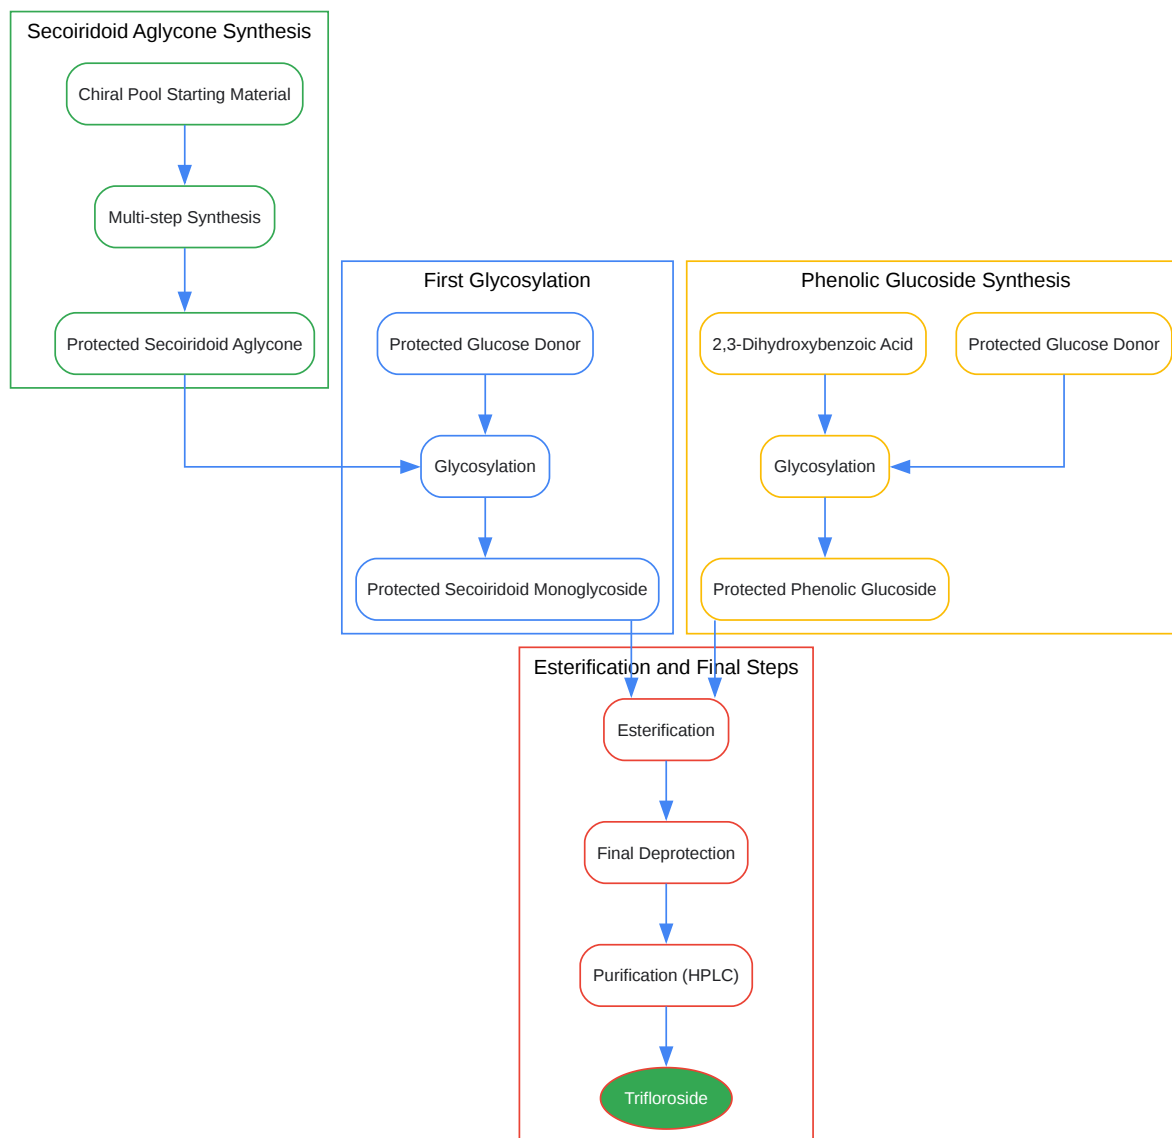 Secoiridoid Aglycone Synthesis
Chiral Pool Starting Material
Multi-step Synthesis
Protected Secoiridoid Aglycone
First Glycosylation
Protected Glucose Donor
Glycosylation
Protected Secoiridoid Monoglycoside
Phenolic Glucoside Synthesis
2,3-Dihydroxybenzoic Acid
Protected Glucose Donor
Glycosylation
Protected Phenolic Glucoside
Esterification and Final Steps
Esterification
Final Deprotection
Purification (HPLC)
Trifloroside